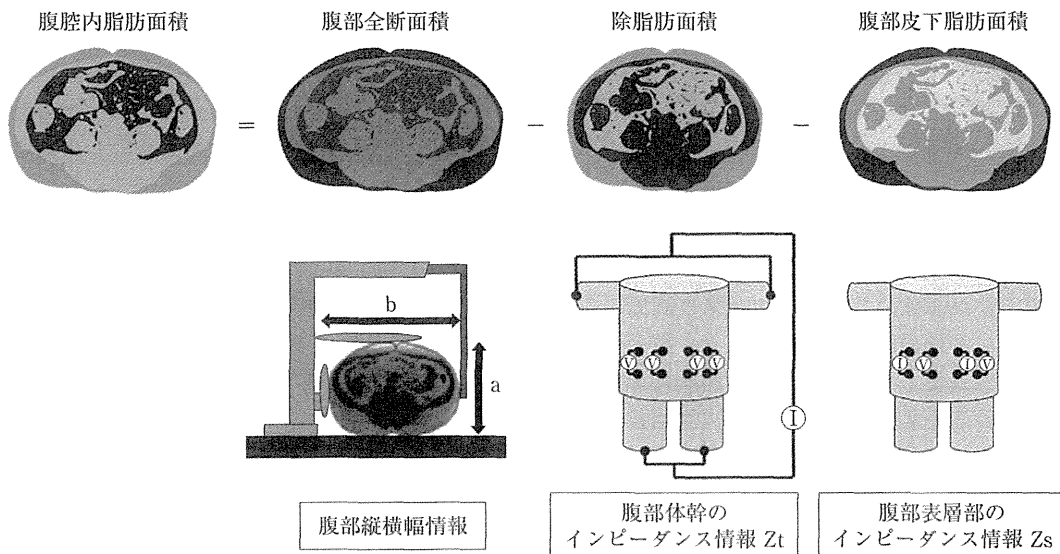 腹腔内脂肪面積
腹部全断面積
除脂肪面積
腹部皮下脂肪面積
=
−
−
b
a
V
V
V
V
I
I
V
I
V
腹部縦横幅情報
腹部体幹の
インピーダンス情報 Zt
腹部表層部の
インピーダンス情報 Zs